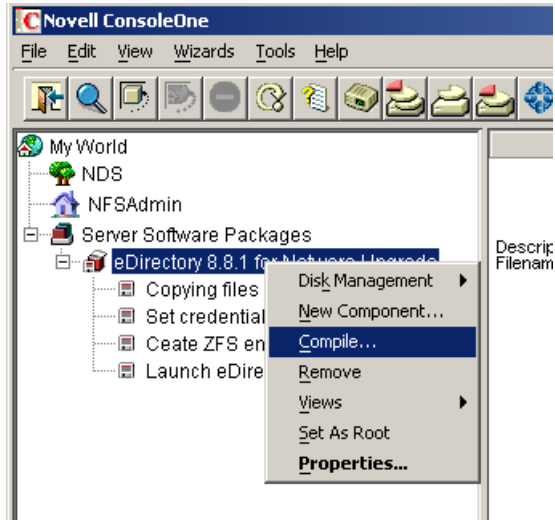 Novell ConsoleOne
File Edit View Wizards Tools Help
My World
NDS
NFSAdmin
Server Software Packages
eDirectory 8.8.1 for Netware Upgrade
Copying files
Set credential
Ceate ZFS en
Launch eDire
Disk Management
New Component...
Compile...
Remove
Views
Set As Root
Properties...
Descrip
Filenam